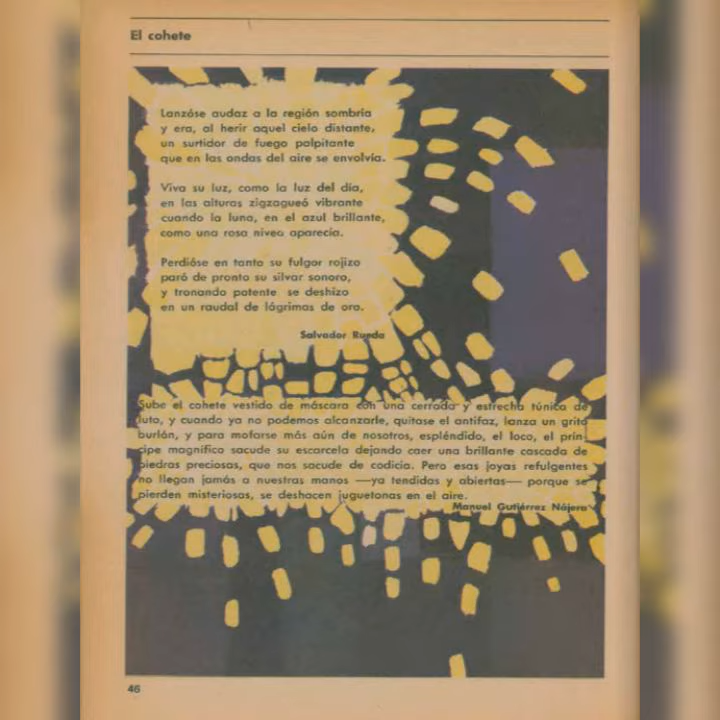 El cohete
Lanzóse audaz a la región sombría
y era, al herir aquel cielo distante,
un surtidor de fuego palpitante
que en las ondas del aire se envolvía.
Viva su luz, como la luz del día,
en las alturas zigzagueó vibrante
cuando la luna, en el azul brillante,
como una rosa nívea aparecía.
Perdióse en tanto su fulgor rojizo
paró de pronto su silvar sonoro,
y tronando potente se deshizo
en un raudal de lágrimas de oro.
Salvador Rueda
Sube el cohete vestido de máscara con una cerrada y estrecha túnica de
luto, y cuando ya no podemos alcanzarle, quítase el antifaz, lanza un grito
burlón, y para mofarse más aún de nosotros, espléndido, el loco, el prín-
cipe magnífico sacude su escarcela dejando caer una brillante cascada de
piedras preciosas, que nos sacude de codicia. Pero esas joyas refulgentes
no llegan jamás a nuestras manos —ya tendidas y abiertas— porque se
pierden misteriosas, se deshacen juguetonas en el aire.
Manuel Gutiérrez Nájera
46